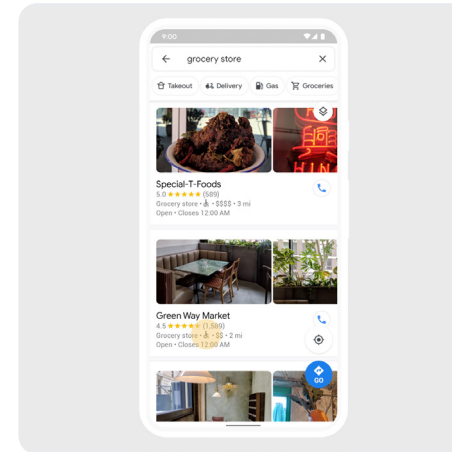 9:00
grocery store
Takeout Delivery Gas Groceries
HIN
Special-T-Foods
5.0 ★★★★★ (589)
Grocery store • ♿ • $$$$ • 3 mi
Open • Closes 12:00 AM
Green Way Market
4.5 ★★★★★ (1,589)
Grocery store • ♿ • $$ • 2 mi
Open • Closes 12:00 AM
GO